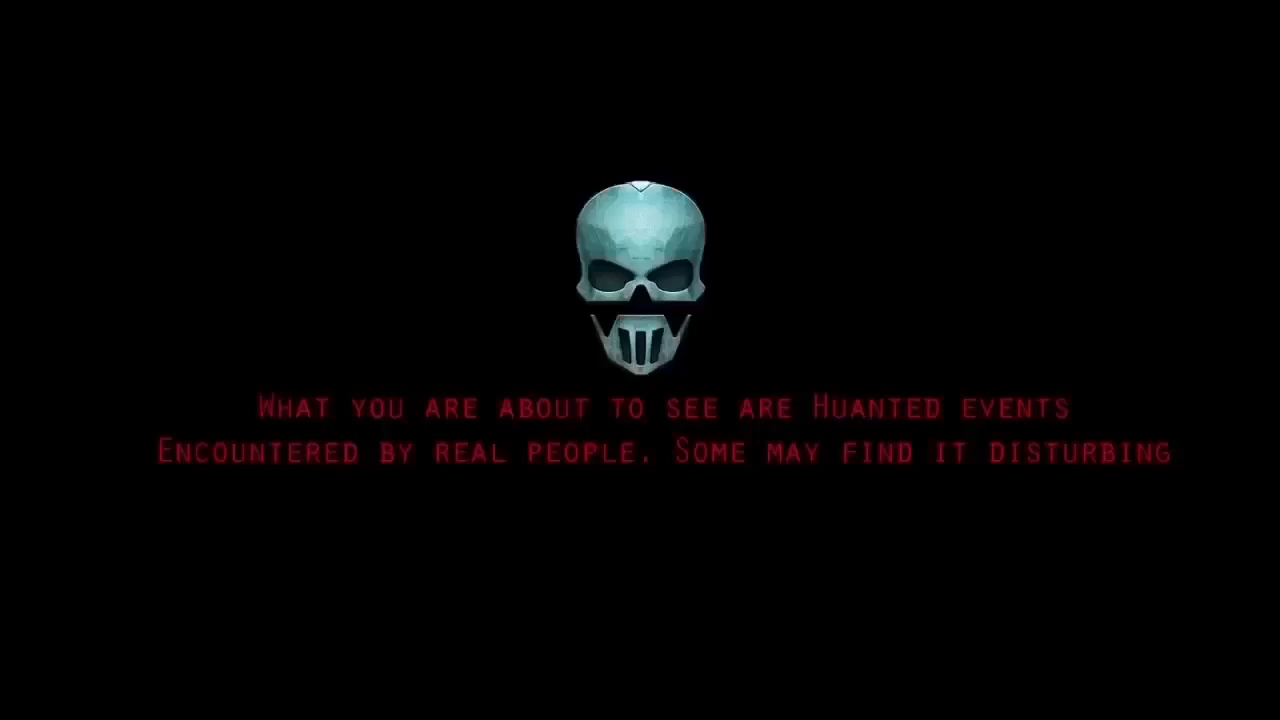 What you are about to see are Huanted events
Encountered by real people. Some may find it disturbing